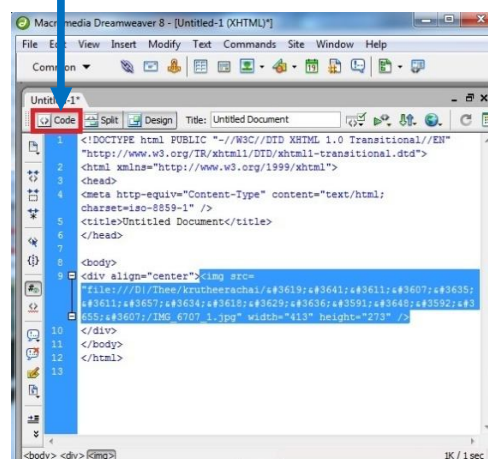 Macromedia Dreamweaver 8 - [Untitled-1 (XHTML)*]
File Edit View Insert Modify Text Commands Site Window Help
Common
Untitled-1*
Code Split Design Title: Untitled Document
1 <!DOCTYPE html PUBLIC "-//W3C//DTD XHTML 1.0 Transitional//EN"
"http://www.w3.org/TR/xhtml1/DTD/xhtml1-transitional.dtd">
2 <html xmlns="http://www.w3.org/1999/xhtml">
3 <head>
4 <meta http-equiv="Content-Type" content="text/html;
charset=iso-8859-1" />
5 <title>Untitled Document</title>
6 </head>
7
8 <body>
9 <div align="center"><img src=
"file:///D|/Thee/krutheerachai/&#3619;&#3641;&#3611;&#3607;&#3635;
&#3611;&#3657;&#3634;&#3618;&#3629;&#3636;&#3591;&#3648;&#3592;&#3
655;&#3607;/IMG_6707_1.jpg" width="413" height="273" />
10 </div>
11 </body>
12 </html>
13
<body> <div> <img> 1K / 1 sec